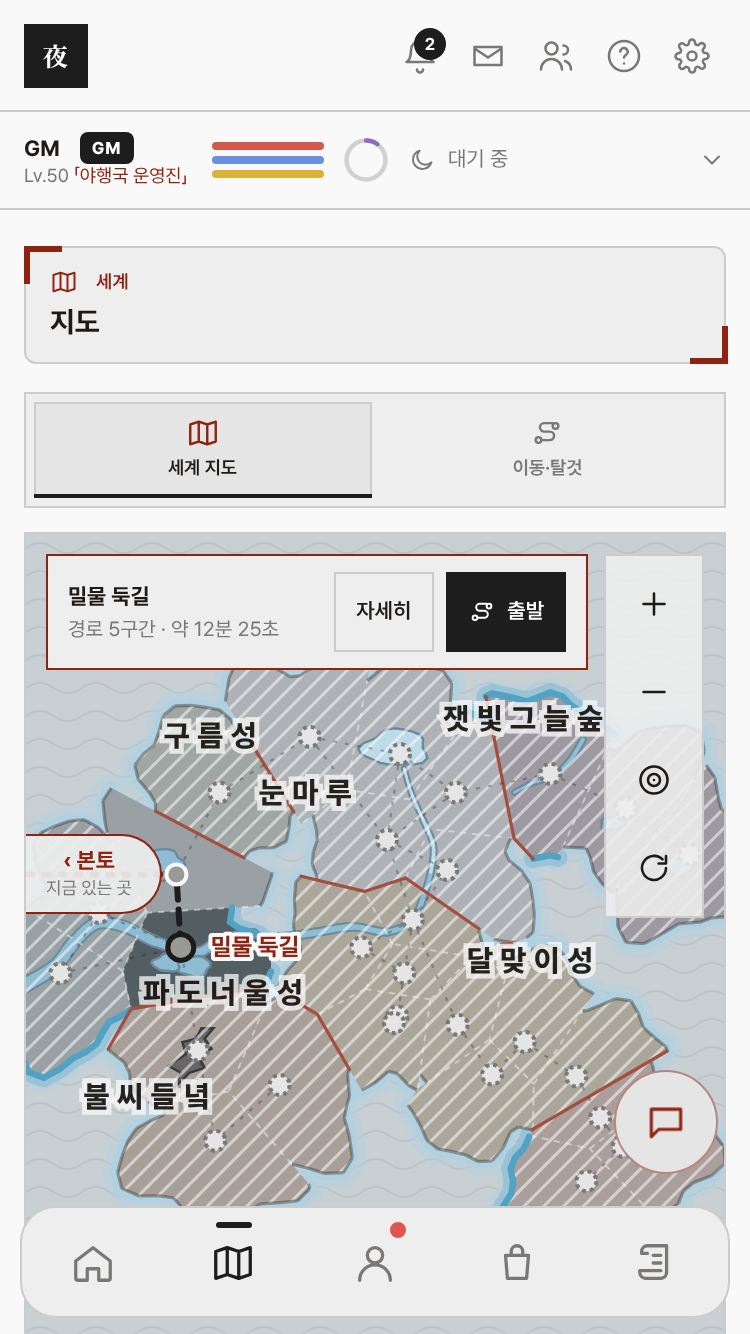 夜
2
GM GM
Lv.50 「야행국 운영진」
대기 중
세계
지도
세계 지도
이동·탈것
밀물 둑길
경로 5구간 · 약 12분 25초
자세히
출발
잿빛그늘숲
구름성
눈마루
‹ 본토
지금 있는 곳
밀물 둑길
달맞이성
파도너울성
불씨들녘